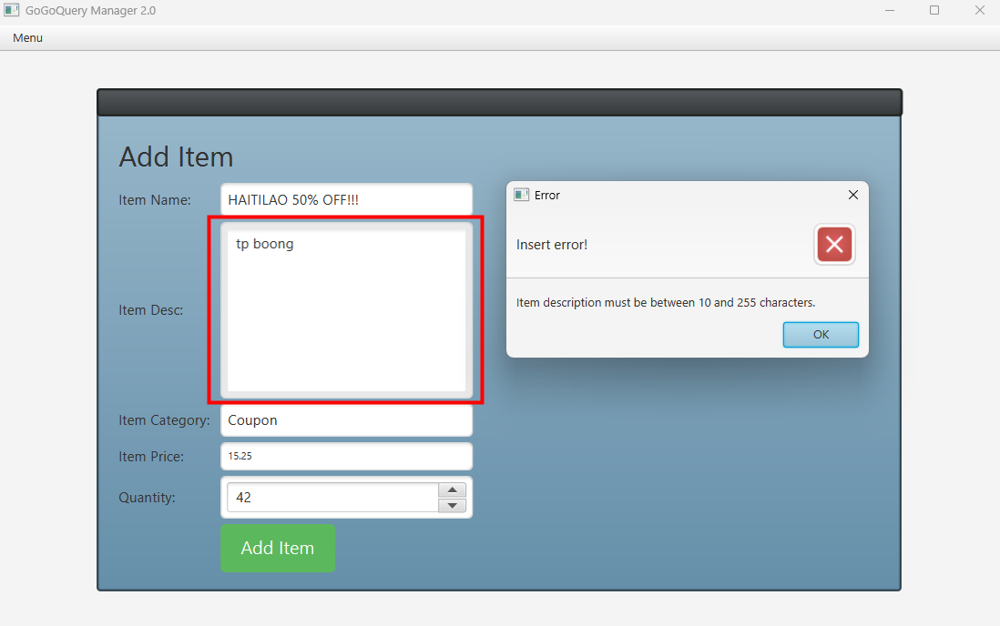 GoGoQuery Manager 2.0
Menu
Add Item
Item Name:
HAITILAO 50% OFF!!!
Item Desc:
tp boong
Item Category:
Coupon
Item Price:
15.25
Quantity:
42
Add Item
Error
Insert error!
Item description must be between 10 and 255 characters.
OK